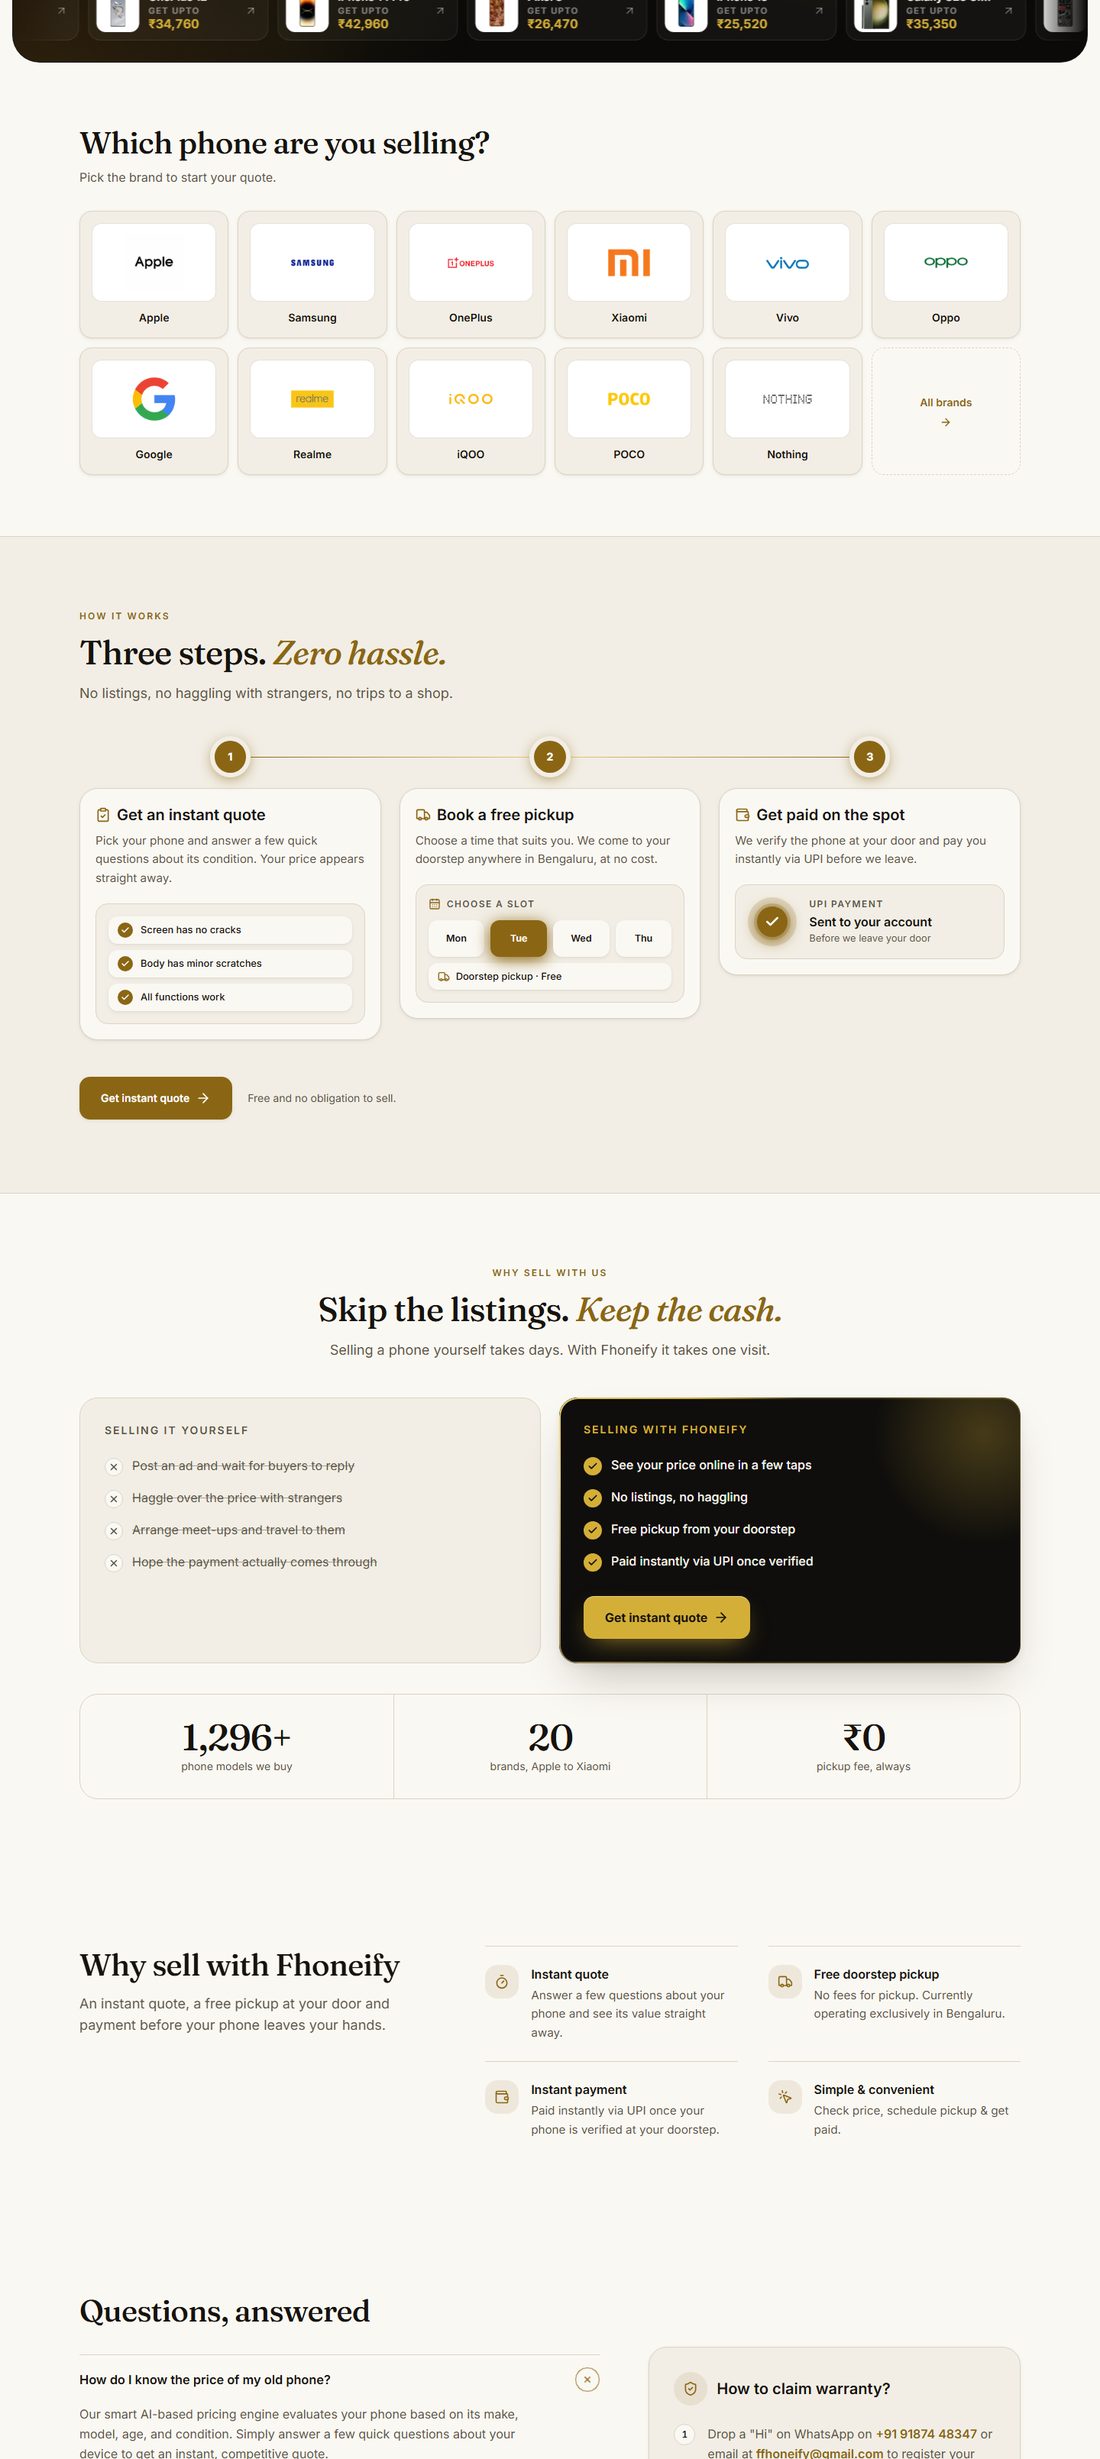 GET UPTO
₹34,760
GET UPTO
₹42,960
GET UPTO
₹26,470
GET UPTO
₹25,520
GET UPTO
₹35,350
Which phone are you selling?
Pick the brand to start your quote.
Apple
SAMSUNG
ONEPLUS
vivo
oppo
Apple
Samsung
OnePlus
Xiaomi
Vivo
Oppo
G
realme
iQOO
POCO
NOTHING
All brands
Google
Realme
iQOO
POCO
Nothing
HOW IT WORKS
Three steps. Zero hassle.
No listings, no haggling with strangers, no trips to a shop.
1
2
3
Get an instant quote
Pick your phone and answer a few quick
questions about its condition. Your price appears
straight away.
Screen has no cracks
Body has minor scratches
All functions work
Book a free pickup
Choose a time that suits you. We come to your
doorstep anywhere in Bengaluru, at no cost.
CHOOSE A SLOT
Mon
Tue
Wed
Thu
Doorstep pickup · Free
Get paid on the spot
We verify the phone at your door and pay you
instantly via UPI before we leave.
UPI PAYMENT
Sent to your account
Before we leave your door
Get instant quote →
Free and no obligation to sell.
WHY SELL WITH US
Skip the listings. Keep the cash.
Selling a phone yourself takes days. With Fhoneify it takes one visit.
SELLING IT YOURSELF
Post an ad and wait for buyers to reply
Haggle over the price with strangers
Arrange meet-ups and travel to them
Hope the payment actually comes through
SELLING WITH FHONEIFY
See your price online in a few taps
No listings, no haggling
Free pickup from your doorstep
Paid instantly via UPI once verified
Get instant quote →
1,296+
phone models we buy
20
brands, Apple to Xiaomi
₹0
pickup fee, always
Why sell with Fhoneify
An instant quote, a free pickup at your door and
payment before your phone leaves your hands.
Instant quote
Answer a few questions about your
phone and see its value straight
away.
Free doorstep pickup
No fees for pickup. Currently
operating exclusively in Bengaluru.
Instant payment
Paid instantly via UPI once your
phone is verified at your doorstep.
Simple & convenient
Check price, schedule pickup & get
paid.
Questions, answered
How do I know the price of my old phone?
Our smart AI-based pricing engine evaluates your phone based on its make,
model, age, and condition. Simply answer a few quick questions about your
device to get an instant, competitive quote.
How to claim warranty?
1
Drop a "Hi" on WhatsApp on +91 91874 48347 or
email at ffhoneify@gmail.com to register your